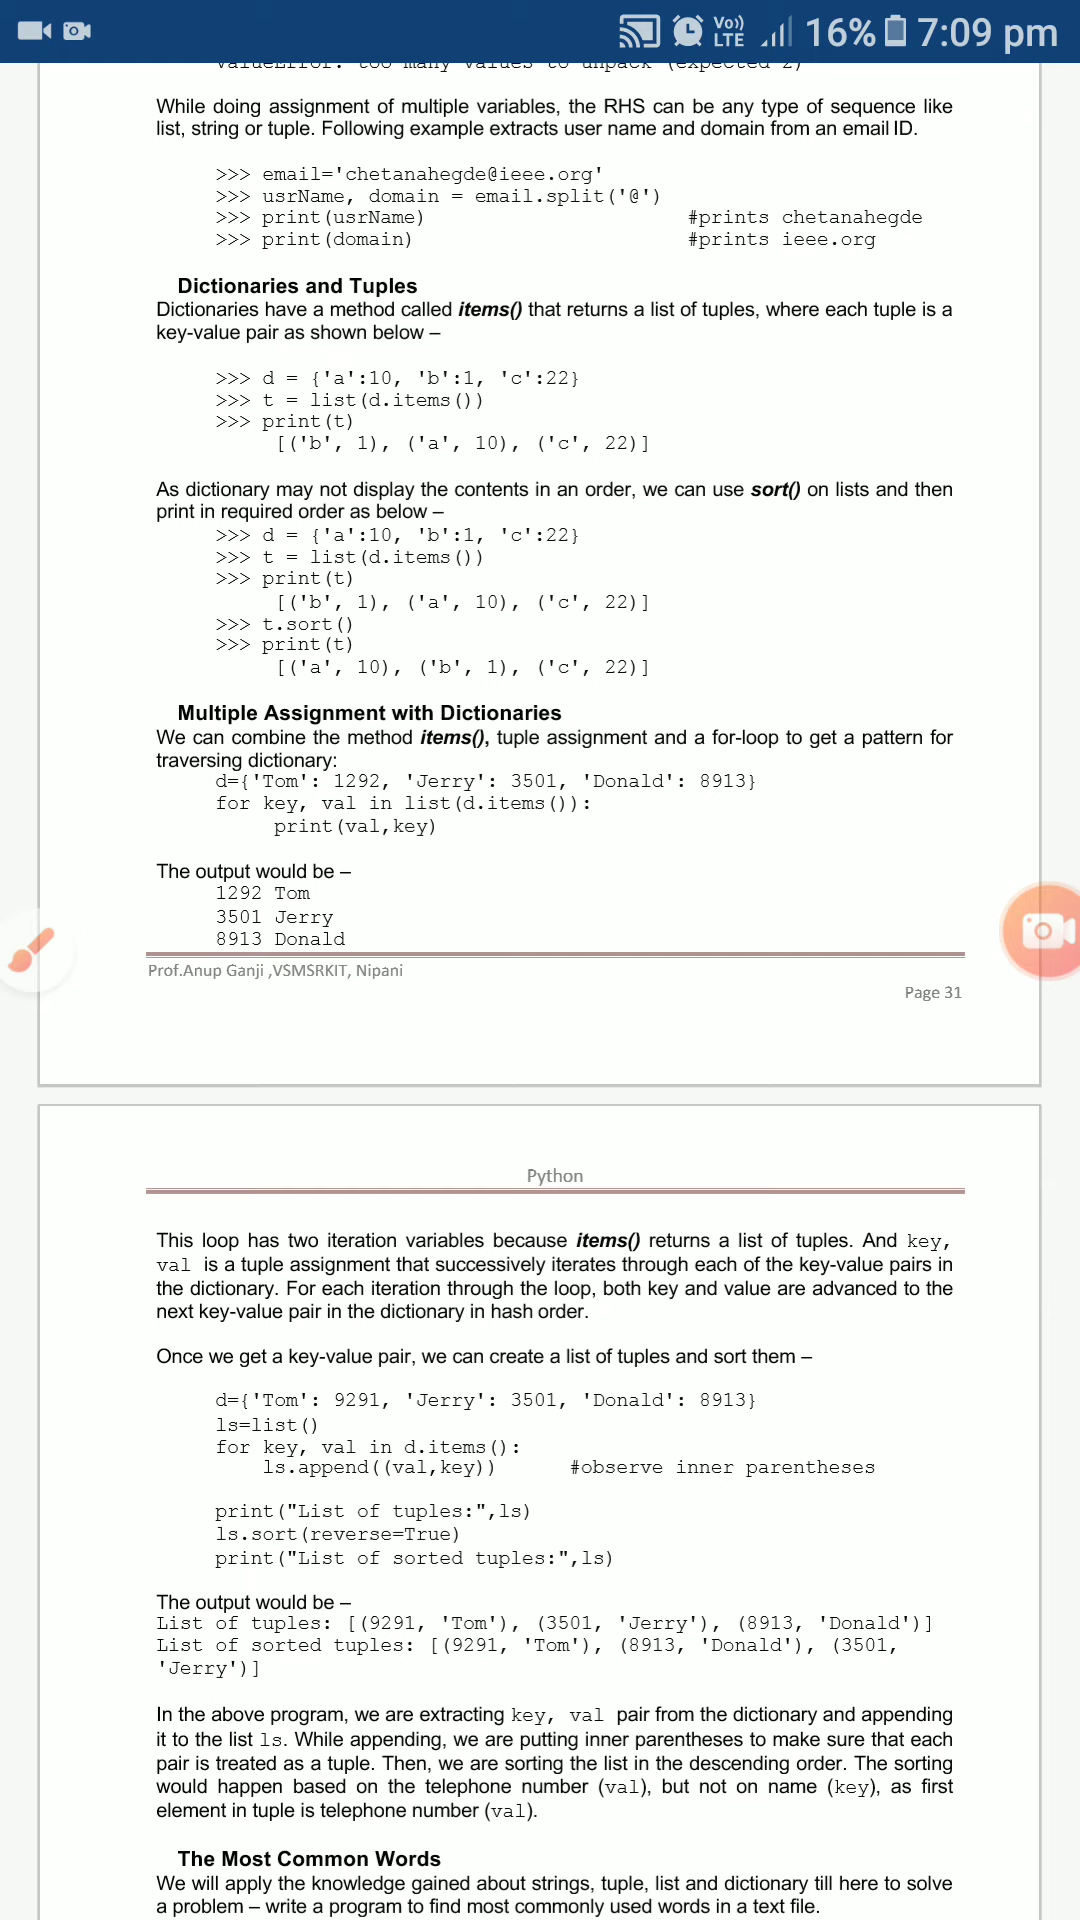 Vo)) LTE 16% 7:09 pm
ValueError: too many values to unpack (expected 2)
While doing assignment of multiple variables, the RHS can be any type of sequence like
list, string or tuple. Following example extracts user name and domain from an email ID.
>>> email='chetanahegde@ieee.org'
>>> usrName, domain = email.split('@')
>>> print(usrName) #prints chetanahegde
>>> print(domain) #prints ieee.org
Dictionaries and Tuples
Dictionaries have a method called items() that returns a list of tuples, where each tuple is a
key-value pair as shown below –
>>> d = {'a':10, 'b':1, 'c':22}
>>> t = list(d.items())
>>> print(t)
[('b', 1), ('a', 10), ('c', 22)]
As dictionary may not display the contents in an order, we can use sort() on lists and then
print in required order as below –
>>> d = {'a':10, 'b':1, 'c':22}
>>> t = list(d.items())
>>> print(t)
[('b', 1), ('a', 10), ('c', 22)]
>>> t.sort()
>>> print(t)
[('a', 10), ('b', 1), ('c', 22)]
Multiple Assignment with Dictionaries
We can combine the method items(), tuple assignment and a for-loop to get a pattern for
traversing dictionary:
d={'Tom': 1292, 'Jerry': 3501, 'Donald': 8913}
for key, val in list(d.items()):
print(val,key)
The output would be –
1292 Tom
3501 Jerry
8913 Donald
Prof.Anup Ganji ,VSMSRKIT, Nipani
Page 31
Python
This loop has two iteration variables because items() returns a list of tuples. And key,
val is a tuple assignment that successively iterates through each of the key-value pairs in
the dictionary. For each iteration through the loop, both key and value are advanced to the
next key-value pair in the dictionary in hash order.
Once we get a key-value pair, we can create a list of tuples and sort them –
d={'Tom': 9291, 'Jerry': 3501, 'Donald': 8913}
ls=list()
for key, val in d.items():
ls.append((val,key)) #observe inner parentheses
print("List of tuples:",ls)
ls.sort(reverse=True)
print("List of sorted tuples:",ls)
The output would be –
List of tuples: [(9291, 'Tom'), (3501, 'Jerry'), (8913, 'Donald')]
List of sorted tuples: [(9291, 'Tom'), (8913, 'Donald'), (3501,
'Jerry')]
In the above program, we are extracting key, val pair from the dictionary and appending
it to the list ls. While appending, we are putting inner parentheses to make sure that each
pair is treated as a tuple. Then, we are sorting the list in the descending order. The sorting
would happen based on the telephone number (val), but not on name (key), as first
element in tuple is telephone number (val).
The Most Common Words
We will apply the knowledge gained about strings, tuple, list and dictionary till here to solve
a problem – write a program to find most commonly used words in a text file.